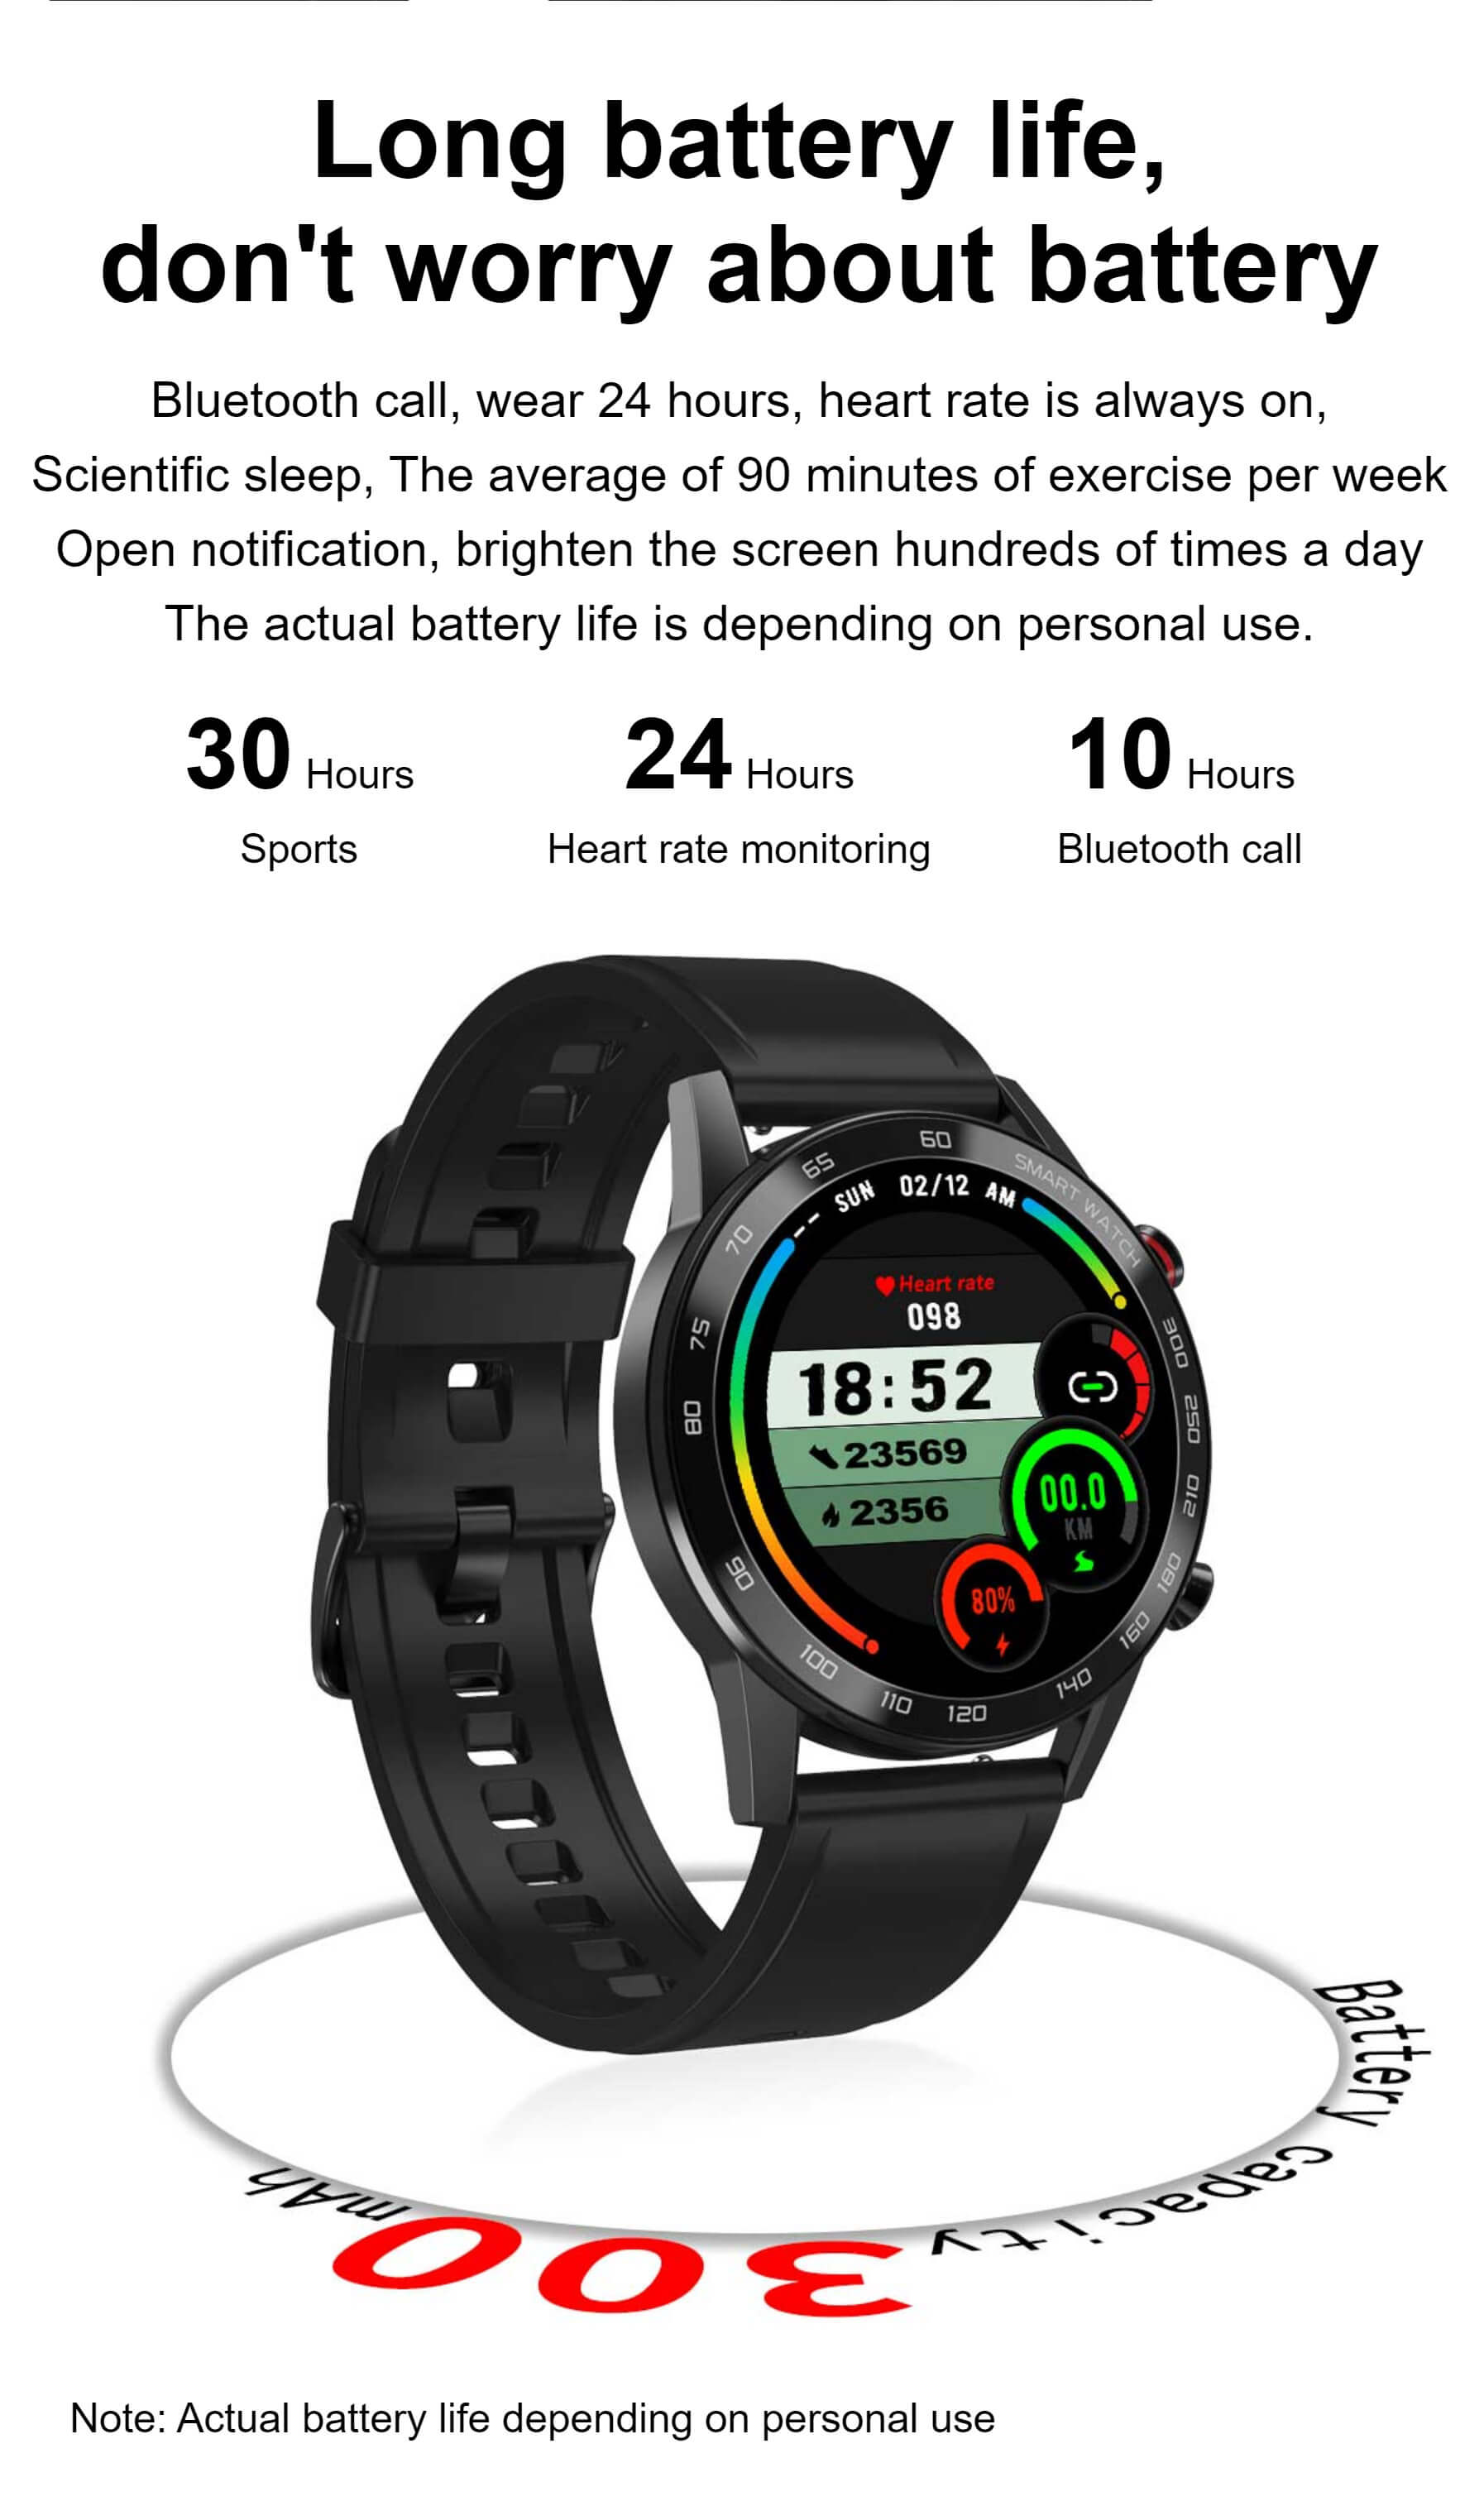 Long battery life,
don't worry about battery
Bluetooth call, wear 24 hours, heart rate is always on,
Scientific sleep, The average of 90 minutes of exercise per week
Open notification, brighten the screen hundreds of times a day
The actual battery life is depending on personal use.
30 Hours
Sports
24 Hours
Heart rate monitoring
10 Hours
Bluetooth call
60
SMART WATCH
300
250
210
180
160
140
120
110
100
90
80
75
70
65
-- SUN 02/12 AM
Heart rate
098
18:52
23569
2356
00.0
KM
80%
Battery capacity 300 mAh
Note: Actual battery life depending on personal use